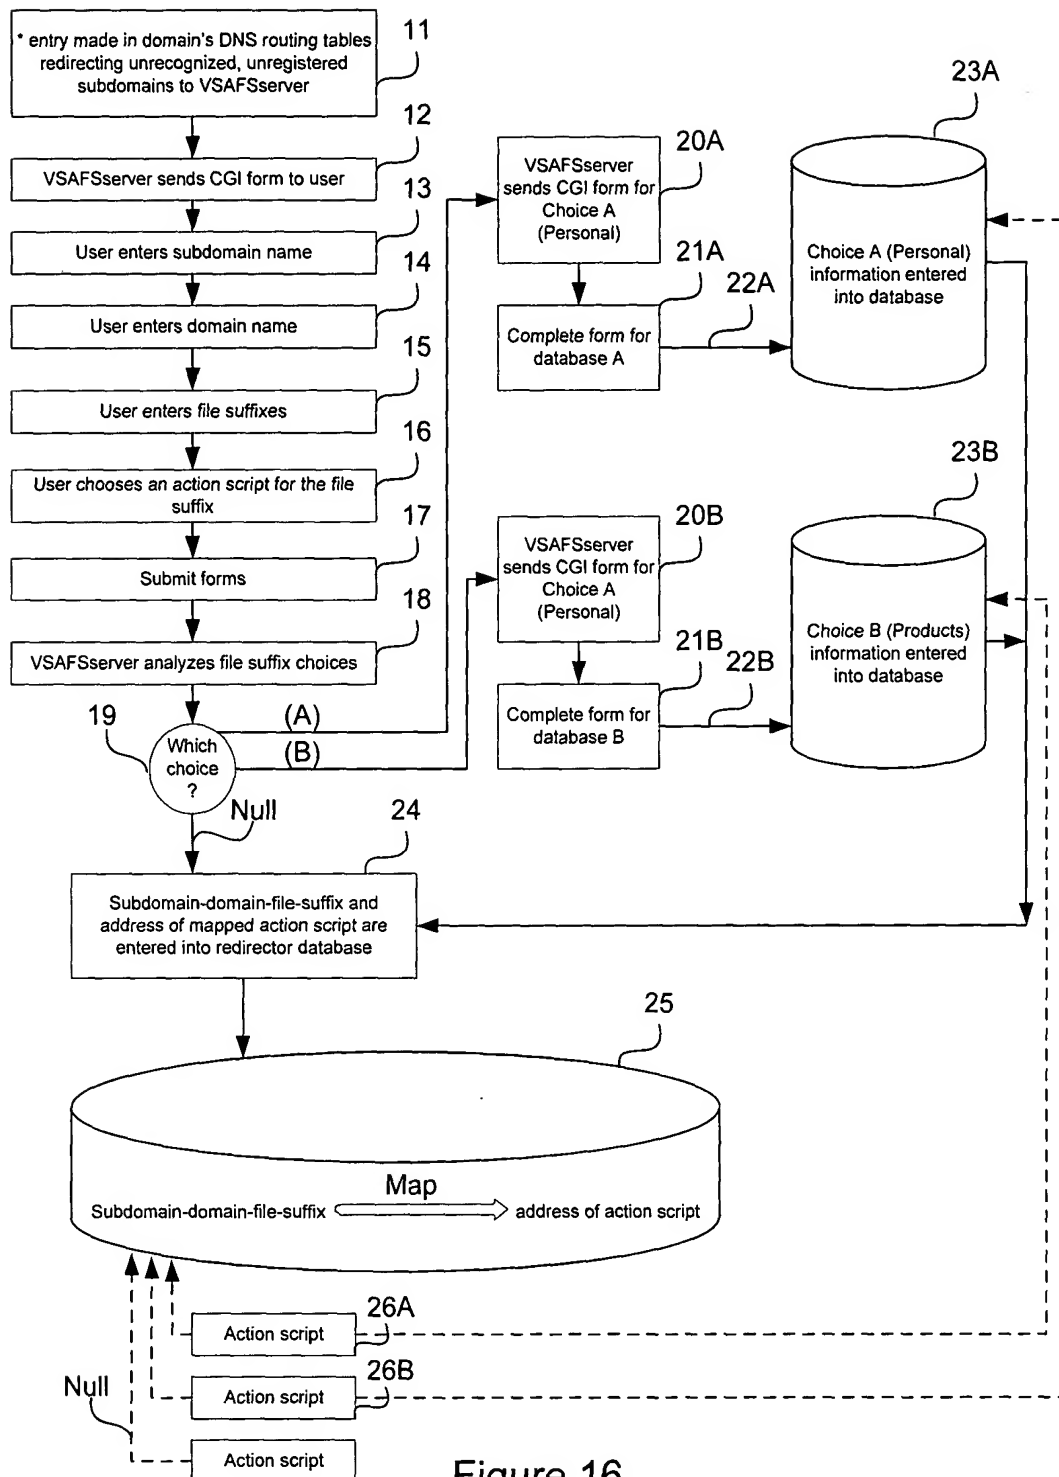 * entry made in domain's DNS routing tables
redirecting unrecognized, unregistered
subdomains to VSAFSserver
11
12
VSAFSserver sends CGI form to user
13
User enters subdomain name
14
User enters domain name
15
User enters file suffixes
16
User chooses an action script for the file
suffix
17
Submit forms
18
VSAFSserver analyzes file suffix choices
19
Which
choice
?
(A)
(B)
Null
20A
VSAFSserver
sends CGI form for
Choice A
(Personal)
21A
Complete form for
database A
22A
23A
Choice A (Personal)
information entered
into database
20B
VSAFSserver
sends CGI form for
Choice A
(Personal)
21B
Complete form for
database B
22B
23B
Choice B (Products)
information entered
into database
24
Subdomain-domain-file-suffix and
address of mapped action script are
entered into redirector database
25
Map
Subdomain-domain-file-suffix
address of action script
26A
Action script
26B
Action script
Null
Action script
Figure 16